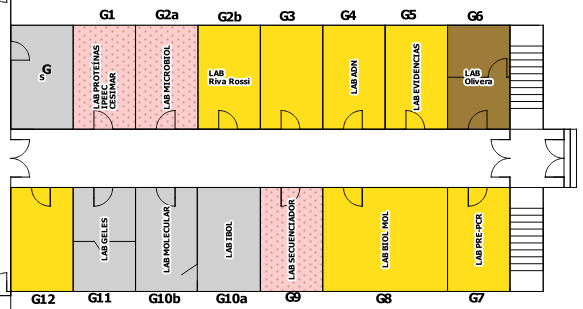 G1
G2a
G2b
G3
G4
G5
G6
G
S
LAB PROTEÍNAS
IPEEC
CESIMAR
LAB MICROBIOL
LAB
Riva Rossi
LAB ADN
LAB EVIDENCIAS
LAB
Olivera
LAB GELES
LAB MOLECULAR
LAB IBOL
LAB SECUENCIADOR
LAB BIOL MOL
LAB PRE-PCR
G12
G11
G10b
G10a
G9
G8
G7